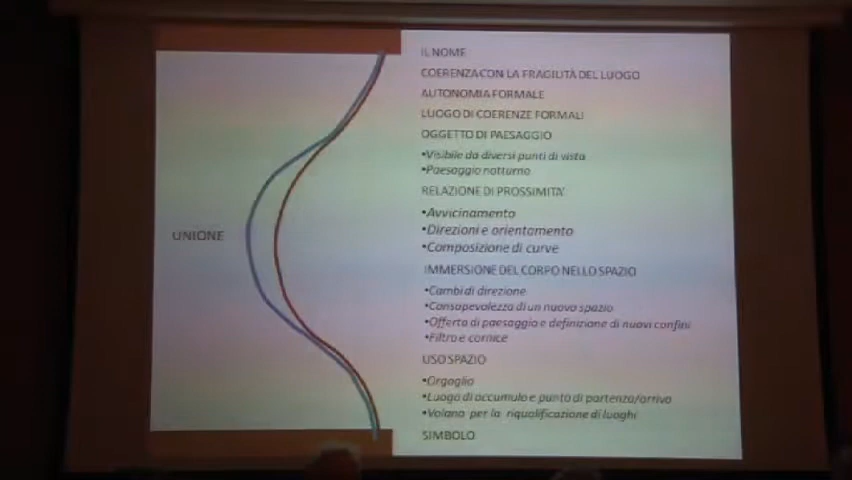 UNIONE
IL NOME
COERENZA CON LA FRAGILITÀ DEL LUOGO
AUTONOMIA FORMALE
LUOGO DI COERENZE FORMALI
OGGETTO DI PAESAGGIO
•Visibile da diversi punti di vista
•Paesaggio notturno
RELAZIONE DI PROSSIMITA'
•Avvicinamento
•Direzioni e orientamento
•Composizione di curve
IMMERSIONE DEL CORPO NELLO SPAZIO
•Cambi di direzione
•Consapevolezza di un nuovo spazio
•Offerta di paesaggio e definizione di nuovi confini
•Filtro e cornice
USO SPAZIO
•Orgoglio
•Luogo di accumulo e punto di partenza/arrivo
•Volano per la riqualificazione di luoghi
SIMBOLO